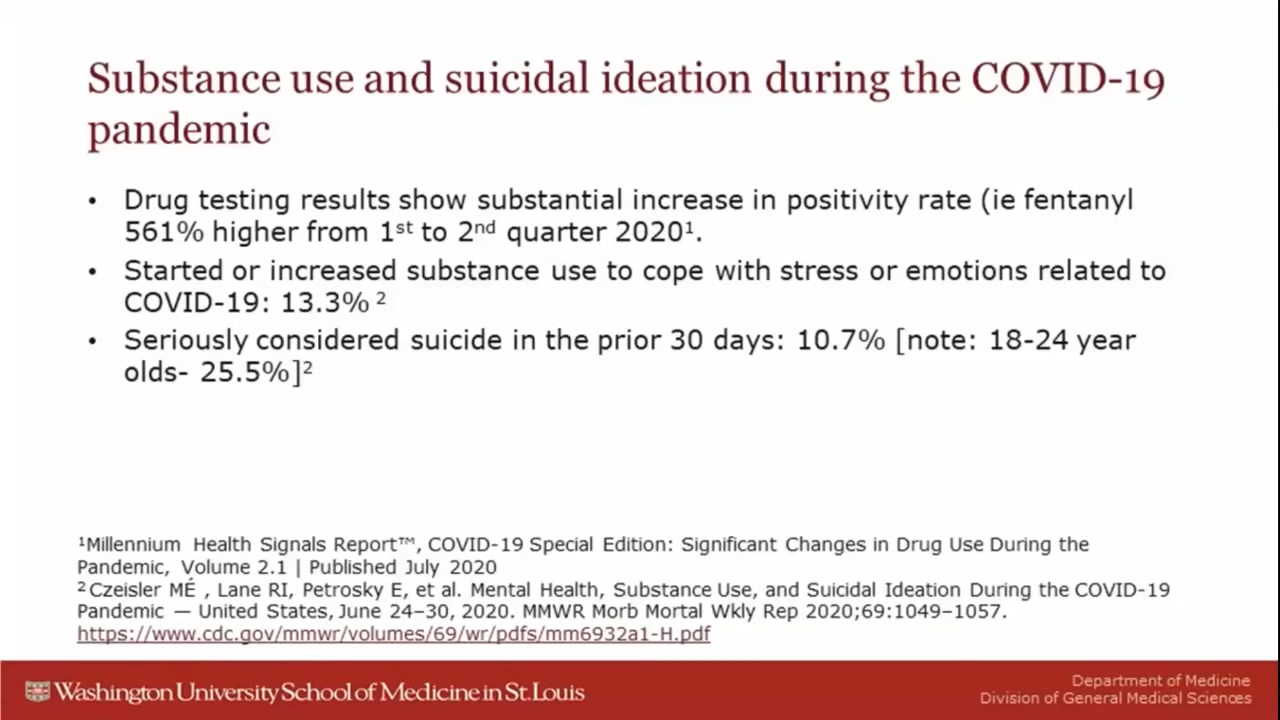 Substance use and suicidal ideation during the COVID-19
pandemic
• Drug testing results show substantial increase in positivity rate (ie fentanyl
561% higher from 1st to 2nd quarter 2020¹.
• Started or increased substance use to cope with stress or emotions related to
COVID-19: 13.3% ²
• Seriously considered suicide in the prior 30 days: 10.7% [note: 18-24 year
olds- 25.5%]²
¹Millennium Health Signals Report™, COVID-19 Special Edition: Significant Changes in Drug Use During the
Pandemic, Volume 2.1 | Published July 2020
² Czeisler MÉ , Lane RI, Petrosky E, et al. Mental Health, Substance Use, and Suicidal Ideation During the COVID-19
Pandemic — United States, June 24–30, 2020. MMWR Morb Mortal Wkly Rep 2020;69:1049–1057.
https://www.cdc.gov/mmwr/volumes/69/wr/pdfs/mm6932a1-H.pdf
Washington University School of Medicine in St. Louis
Department of Medicine
Division of General Medical Sciences